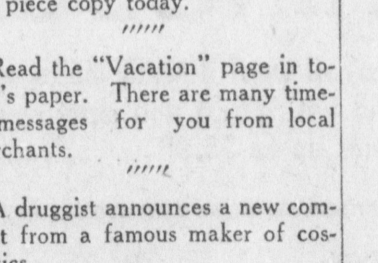 piece copy today.
Read the "Vacation" page in to-
's paper. There are many time-
messages for you from local
chants.
A druggist announces a new com-
t from a famous maker of cos-